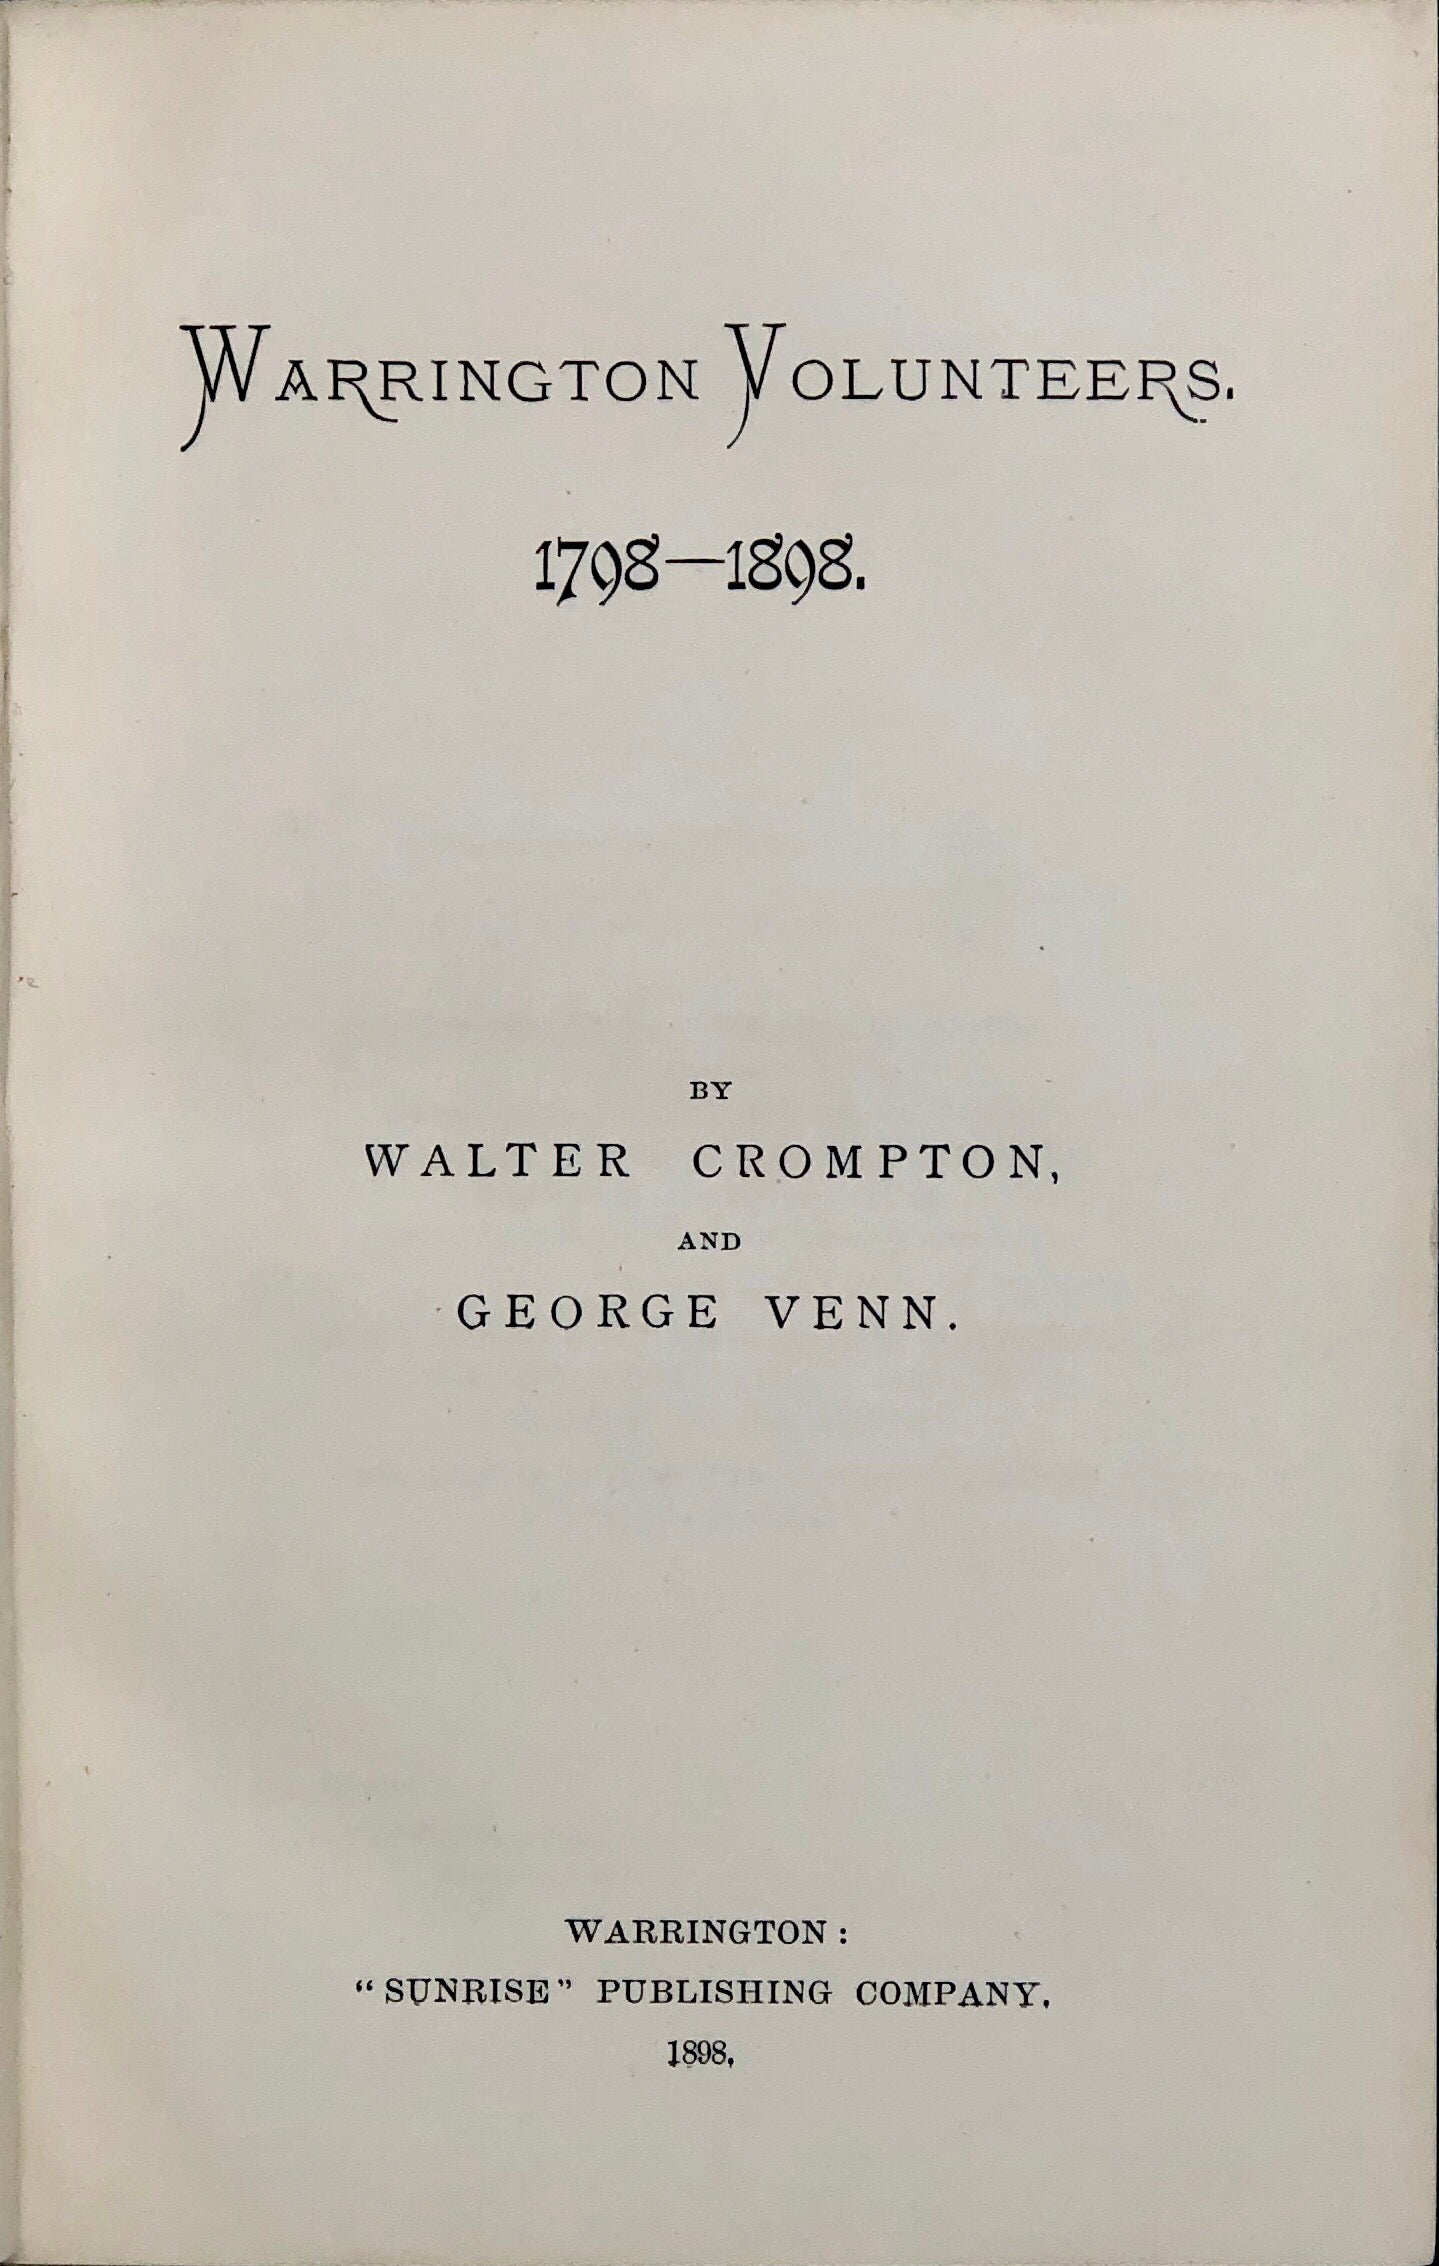 WARRINGTON VOLUNTEERS.
1798—1898.
BY
WALTER CROMPTON,
AND
GEORGE VENN.
WARRINGTON:
"SUNRISE" PUBLISHING COMPANY,
1898,